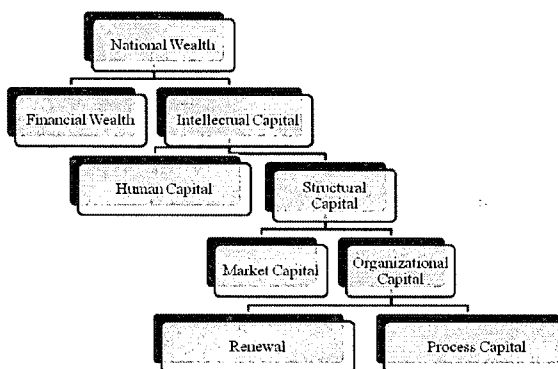 National Wealth
Financial Wealth
Intellectual Capital
Human Capital
Structural
Capital
Market Capital
Organizational
Capital
Renewal
Process Capital